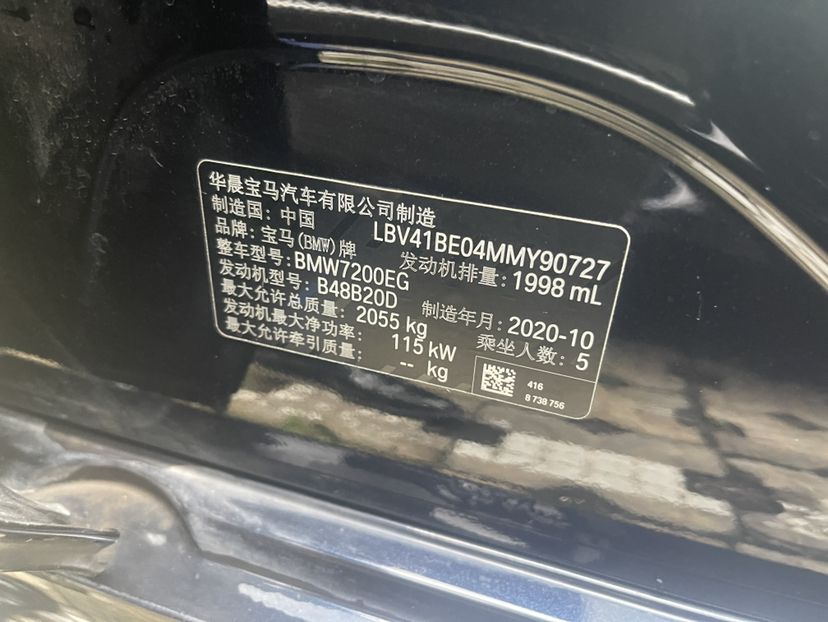 华晨宝马汽车有限公司制造
制造国: 中国 LBV41BE04MMY90727
品牌: 宝马(BMW)牌 发动机排量: 1998 mL
整车型号: BMW7200EG
发动机型号: B48B20D 制造年月: 2020-10
最大允许总质量: 2055 kg 乘坐人数: 5
发动机最大净功率: 115 kW
最大允许牵引质量: -- kg
416
8 738 756